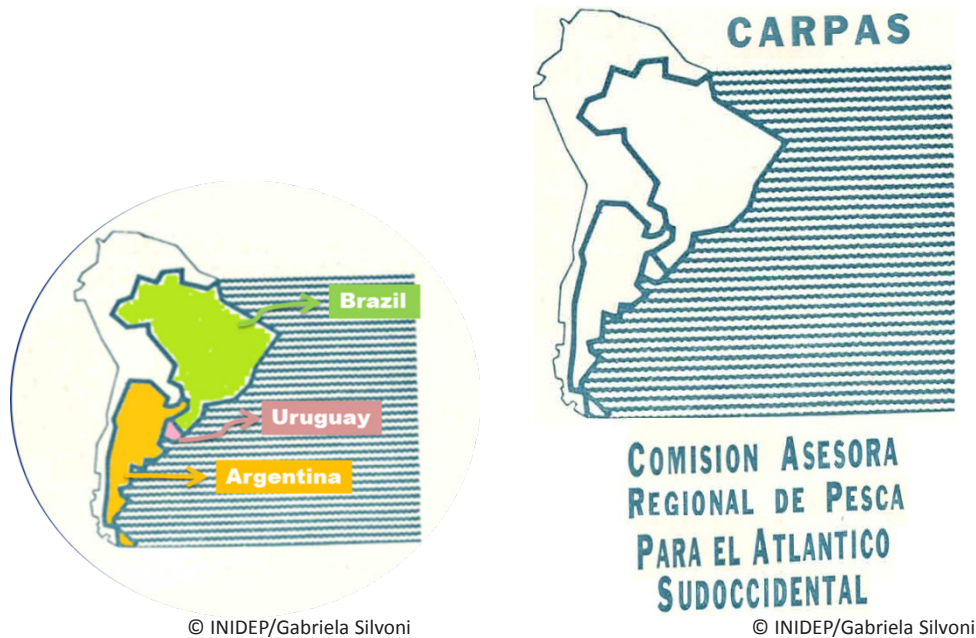 Brazil
Uruguay
Argentina
© INIDEP/Gabriela Silvoni
CARPAS
COMISION ASESORA
REGIONAL DE PESCA
PARA EL ATLANTICO
SUDOCCIDENTAL
© INIDEP/Gabriela Silvoni